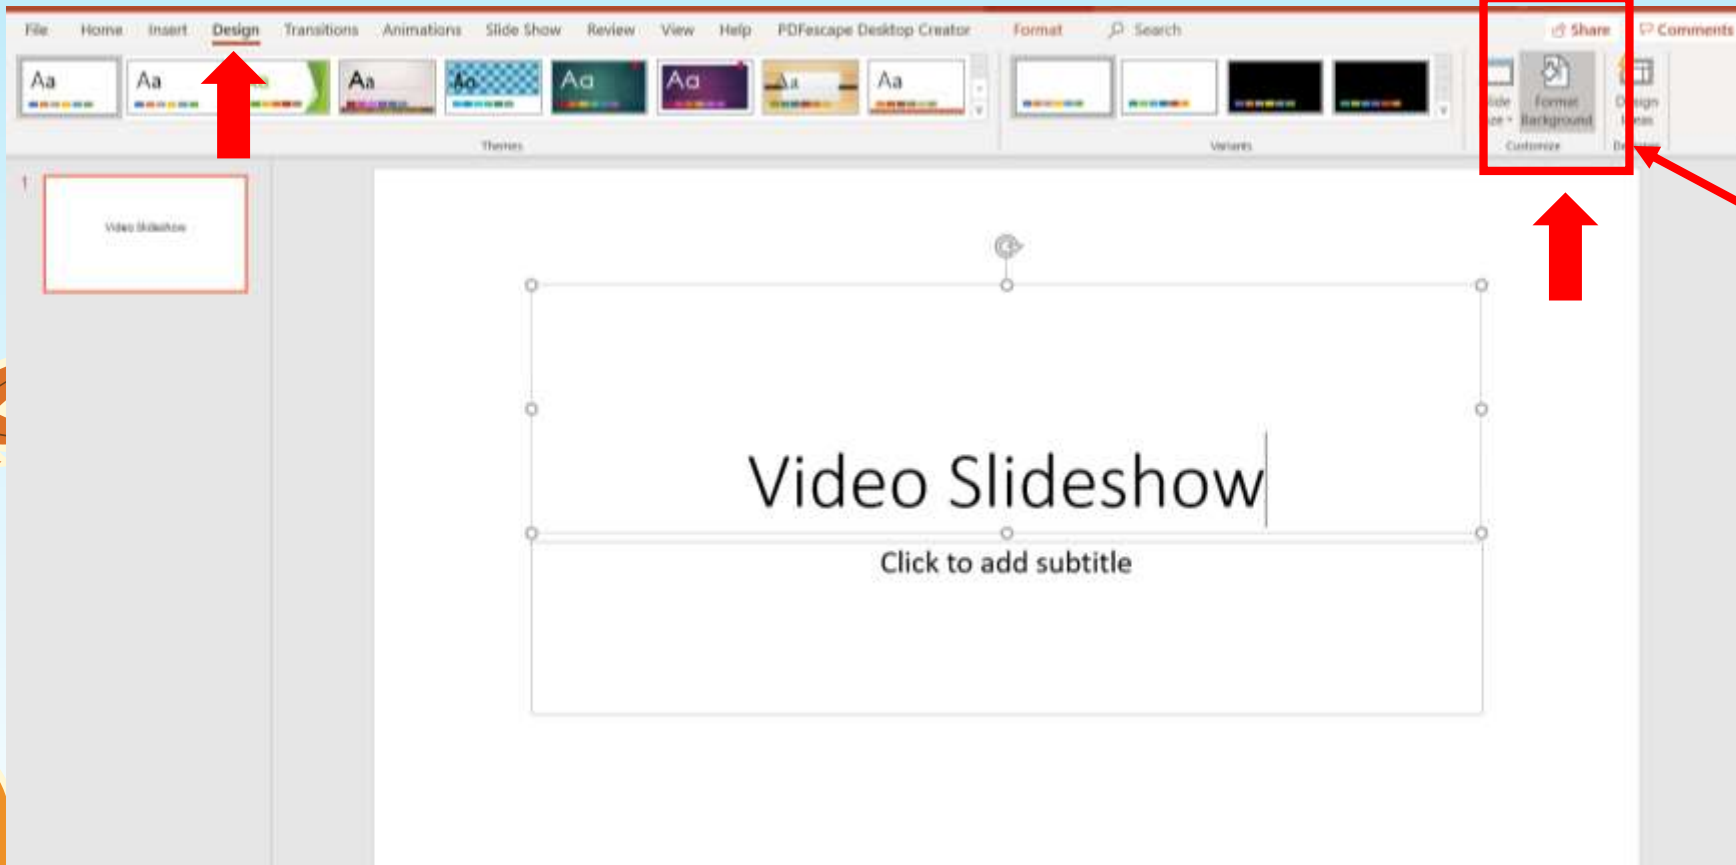 File Home Insert Design Transitions Animations Slide Show Review View Help PDFescape Desktop Creator Format Search Share Comments
Aa Aa Aa Aa Aa Aa Aa Aa
Format
Background
Themes Variants Customize
1
Video Slideshow
Video Slideshow
Click to add subtitle